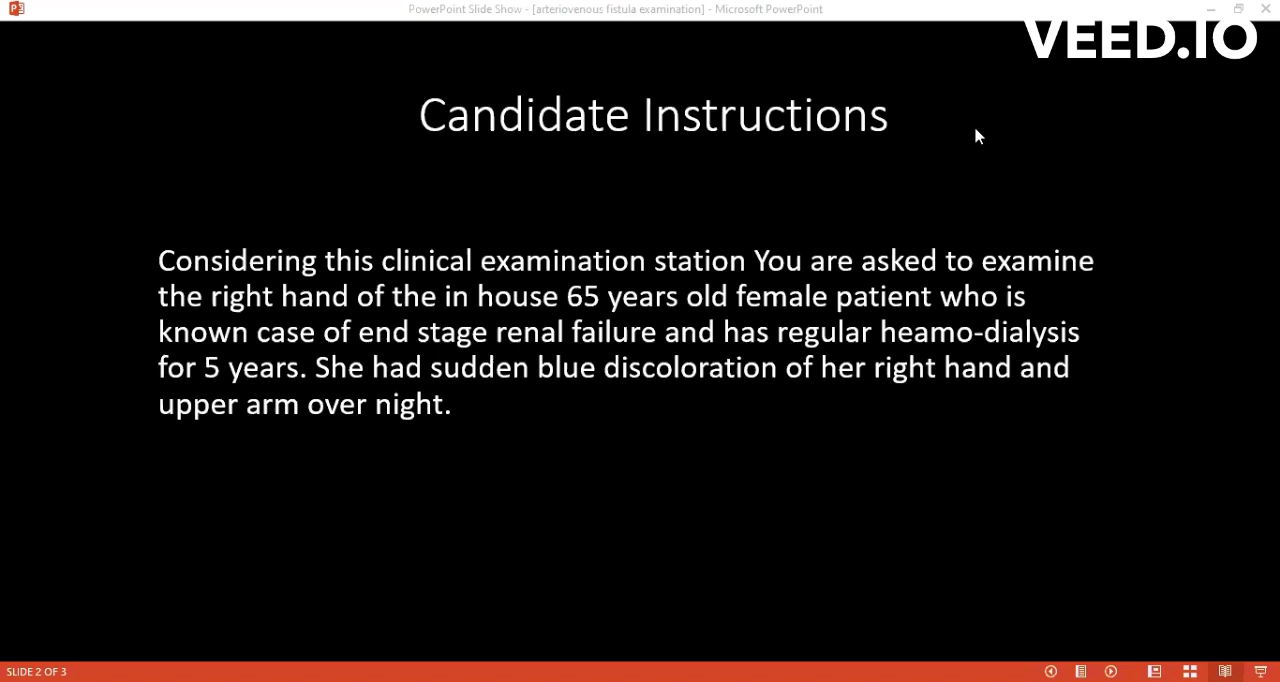 PowerPoint Slide Show - [arteriovenous fistula examination] - Microsoft PowerPoint
VEED.IO
Candidate Instructions
Considering this clinical examination station You are asked to examine
the right hand of the in house 65 years old female patient who is
known case of end stage renal failure and has regular heamo-dialysis
for 5 years. She had sudden blue discoloration of her right hand and
upper arm over night.
SLIDE 2 OF 3